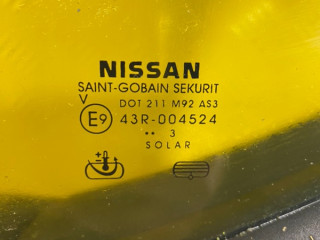 NISSAN
SAINT-GOBAIN SEKURIT
V
DOT 211 M92 AS3
E9 43R-004524
•• 3
SOLAR